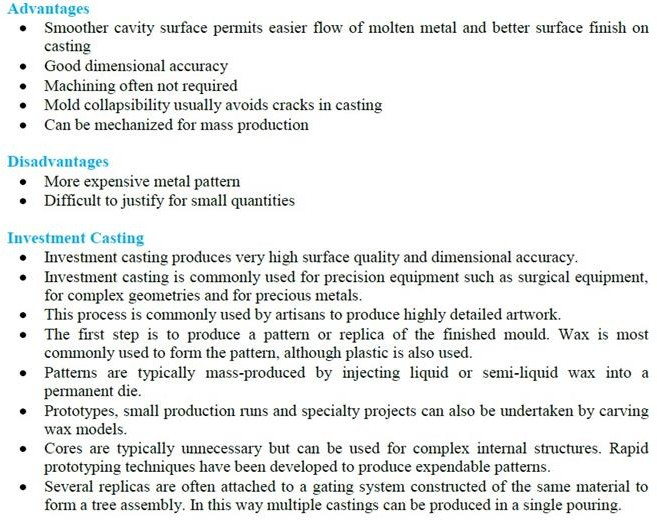 Advantages
• Smoother cavity surface permits easier flow of molten metal and better surface finish on
casting
• Good dimensional accuracy
• Machining often not required
• Mold collapsibility usually avoids cracks in casting
• Can be mechanized for mass production
Disadvantages
• More expensive metal pattern
• Difficult to justify for small quantities
Investment Casting
• Investment casting produces very high surface quality and dimensional accuracy.
• Investment casting is commonly used for precision equipment such as surgical equipment,
for complex geometries and for precious metals.
• This process is commonly used by artisans to produce highly detailed artwork.
• The first step is to produce a pattern or replica of the finished mould. Wax is most
commonly used to form the pattern, although plastic is also used.
• Patterns are typically mass-produced by injecting liquid or semi-liquid wax into a
permanent die.
• Prototypes, small production runs and specialty projects can also be undertaken by carving
wax models.
• Cores are typically unnecessary but can be used for complex internal structures. Rapid
prototyping techniques have been developed to produce expendable patterns.
• Several replicas are often attached to a gating system constructed of the same material to
form a tree assembly. In this way multiple castings can be produced in a single pouring.